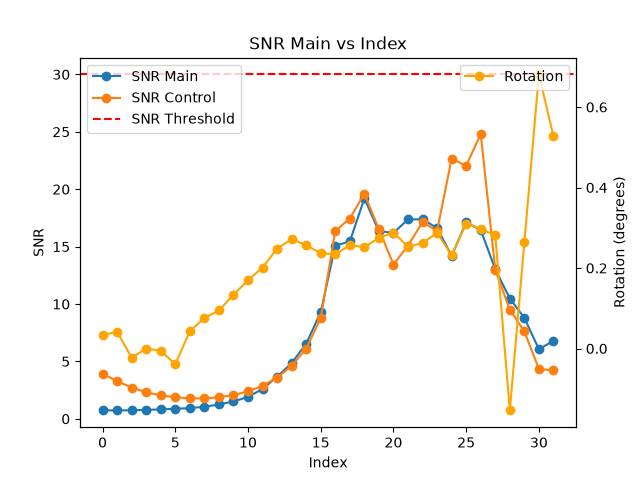 SNR Main vs Index
SNR Main
SNR Control
SNR Threshold
Rotation
SNR
30
25
20
15
10
5
0
0.6
0.4
0.2
0.0
Rotation (degrees)
0 5 10 15 20 25 30
Index